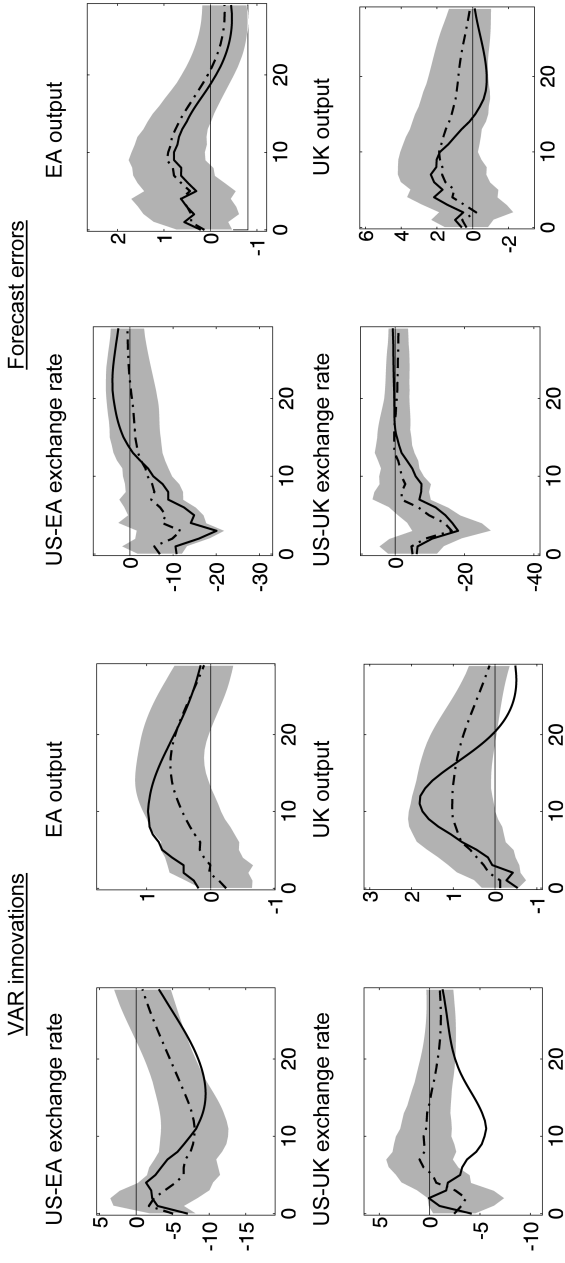 VAR innovations
Forecast errors
US-EA exchange rate
5
0
-5
-10
-15
0 10 20
EA output
1
0
-1
0 10 20
US-EA exchange rate
0
-10
-20
-30
0 10 20
EA output
2
1
0
-1
0 10 20
US-UK exchange rate
5
0
-5
-10
0 10 20
UK output
3
2
1
0
-1
0 10 20
US-UK exchange rate
0
-20
-40
0 10 20
UK output
6
4
2
0
-2
0 10 20